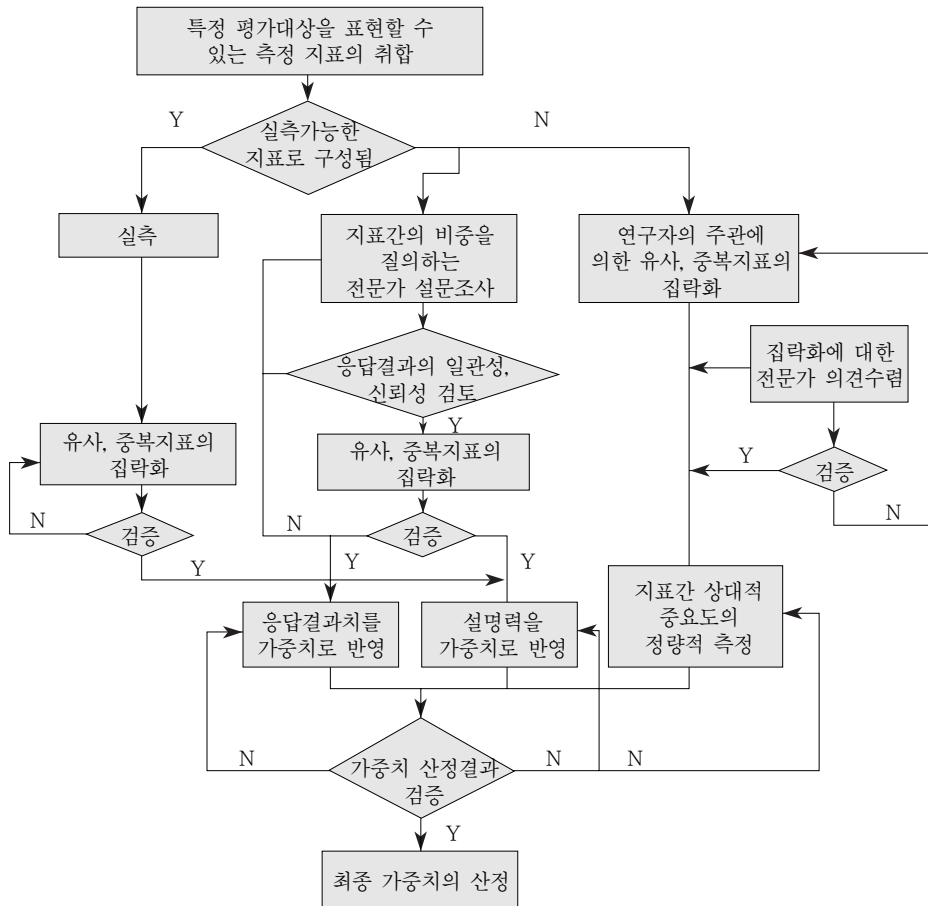 특정 평가대상을 표현할 수
있는 측정 지표의 취합
Y
N
실측가능한
지표로 구성됨
실측
지표간의 비중을
질의하는
전문가 설문조사
연구자의 주관에
의한 유사, 중복지표의
집락화
응답결과의 일관성,
신뢰성 검토
집락화에 대한
전문가 의견수렴
Y
유사, 중복지표의
집락화
유사, 중복지표의
집락화
Y
검증
N
검증
N
N
검증
Y
Y
Y
응답결과치를
가중치로 반영
설명력을
가중치로 반영
지표간 상대적
중요도의
정량적 측정
N
가중치 산정결과
검증
N
N
Y
최종 가중치의 산정